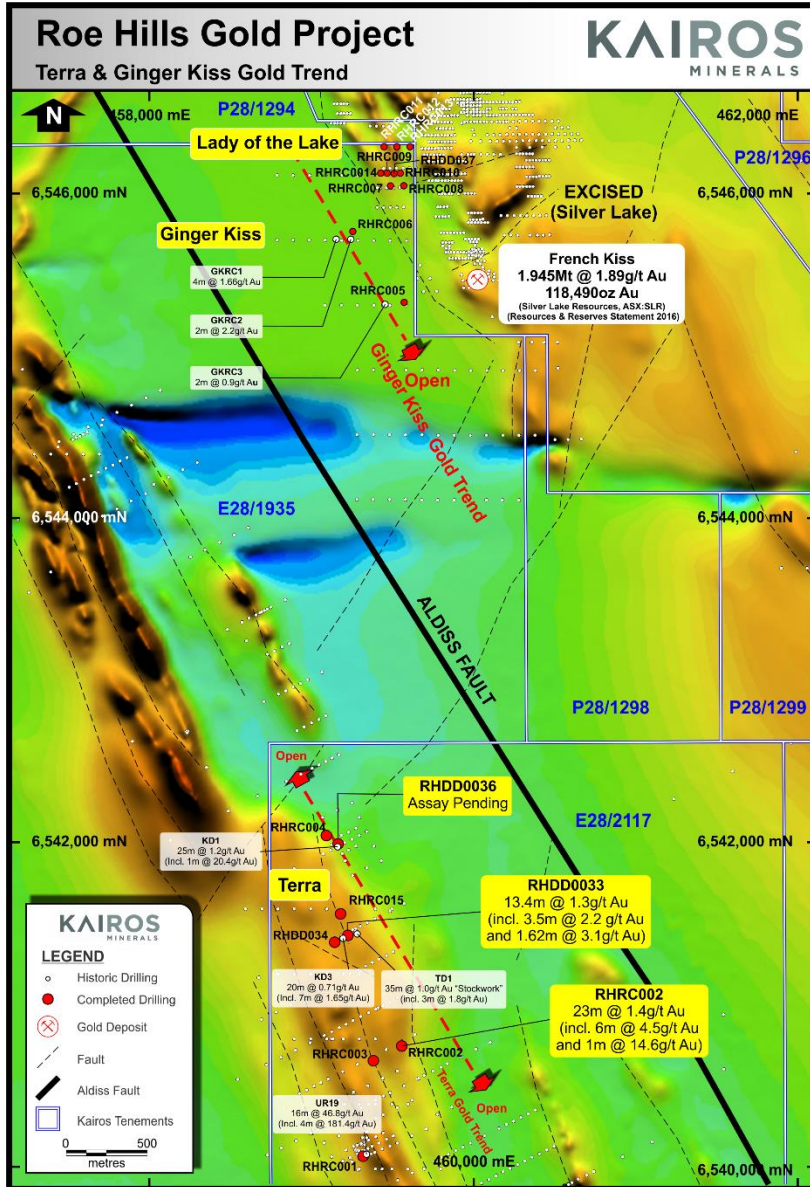 Roe Hills Gold Project
Terra & Ginger Kiss Gold Trend
KAIROS
MINERALS
N
458,000 mE
P28/1294
RHRC011
RHRC012
RHRC013
462,000 mE
P28/1296
Lady of the Lake
RHRC009
RHDD037
RHRC0014
RHRC010
RHRC007
RHRC008
6,546,000 mN
6,546,000 mN
EXCISED
(Silver Lake)
Ginger Kiss
RHRC006
GKRC1
4m @ 1.66g/t Au
French Kiss
1.945Mt @ 1.89g/t Au
118,490oz Au
(Silver Lake Resources, ASX:SLR)
(Resources & Reserves Statement 2016)
RHRC005
GKRC2
2m @ 2.2g/t Au
GKRC3
2m @ 0.9g/t Au
Open
Ginger Kiss Gold Trend
E28/1935
6,544,000 mN
6,544,000 mN
ALDISS FAULT
P28/1298
P28/1299
Open
RHDD0036
Assay Pending
E28/2117
RHRC004
6,542,000 mN
6,542,000 mN
KD1
25m @ 1.2g/t Au
(Incl. 1m @ 20.4g/t Au)
Terra
RHRC015
RHDD0033
13.4m @ 1.3g/t Au
(incl. 3.5m @ 2.2 g/t Au
and 1.62m @ 3.1g/t Au)
RHDD034
KD3
20m @ 0.71g/t Au
(Incl. 7m @ 1.65g/t Au)
TD1
35m @ 1.0g/t Au "Stockwork"
(incl. 3m @ 1.8g/t Au)
RHRC002
23m @ 1.4g/t Au
(incl. 6m @ 4.5g/t Au
and 1m @ 14.6g/t Au)
RHRC003
RHRC002
Terra Gold Trend
Open
UR19
16m @ 46.8g/t Au
(Incl. 4m @ 181.4g/t Au)
RHRC001
460,000 mE
6,540,000 mN
KAIROS
MINERALS
LEGEND
Historic Drilling
Completed Drilling
Gold Deposit
Fault
Aldiss Fault
Kairos Tenements
0 500
metres